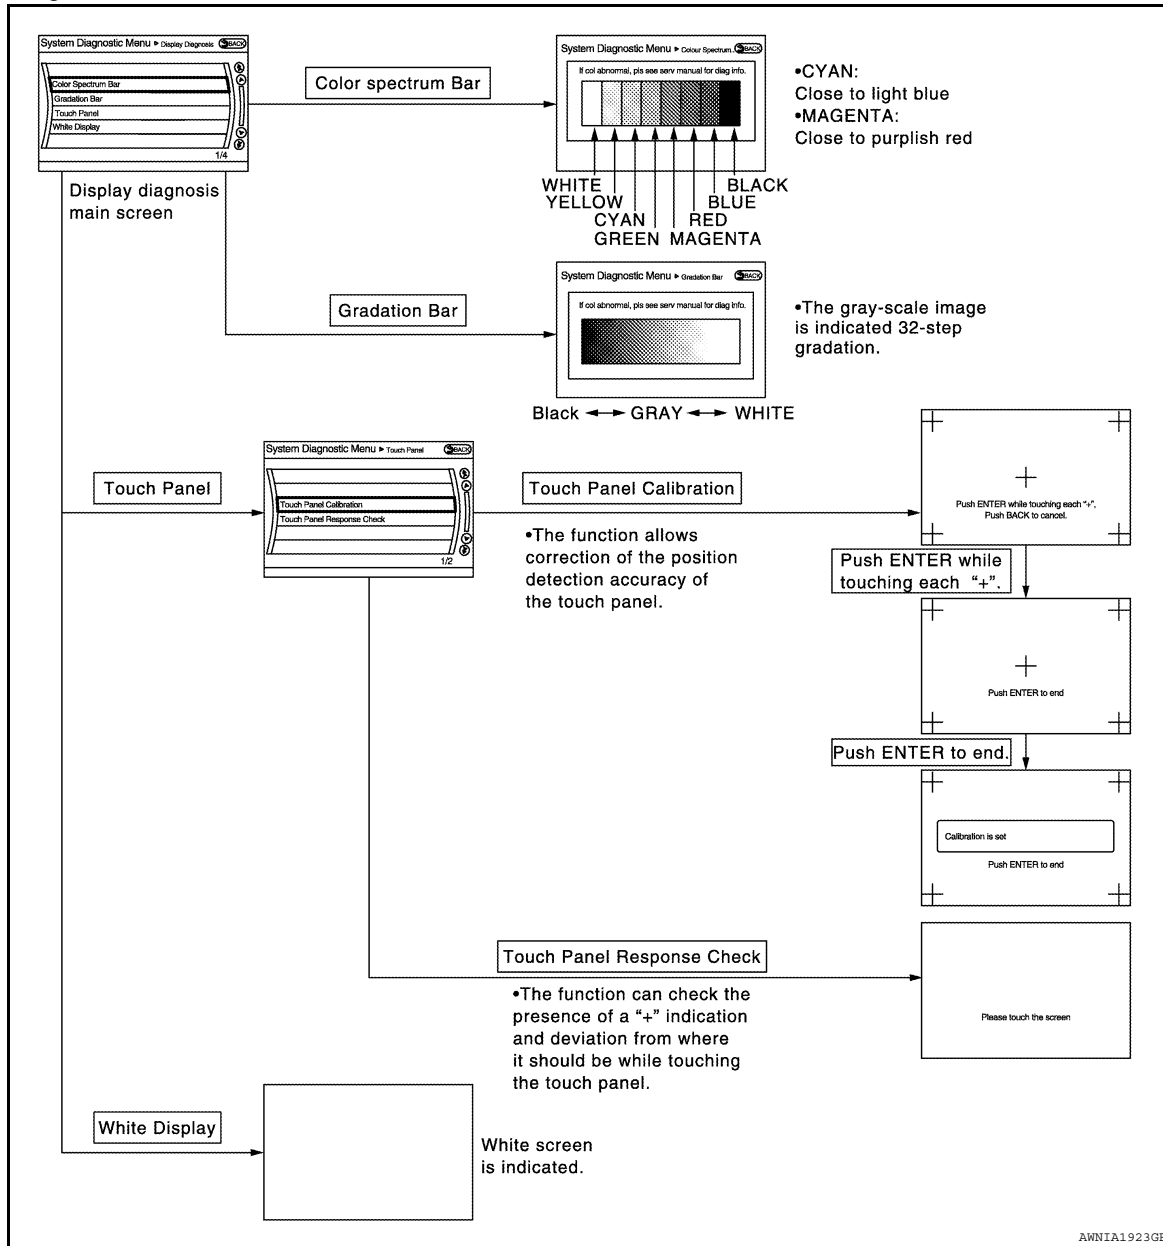 System Diagnostic Menu ▶ Display Diagnosis BACK
Color Spectrum Bar
Gradation Bar
Touch Panel
White Display
1/4
Display diagnosis
main screen
Color spectrum Bar
System Diagnostic Menu ▶ Colour Spectrum.. BACK
If col abnormal, pls see serv manual for diag info.
WHITE
YELLOW
CYAN
GREEN
MAGENTA
RED
BLUE
BLACK
•CYAN:
Close to light blue
•MAGENTA:
Close to purplish red
Gradation Bar
System Diagnostic Menu ▶ Gradation Bar BACK
If col abnormal, pls see serv manual for diag info.
Black ↔ GRAY ↔ WHITE
•The gray-scale image
is indicated 32-step
gradation.
Touch Panel
System Diagnostic Menu ▶ Touch Panel BACK
Touch Panel Calibration
Touch Panel Response Check
1/2
Touch Panel Calibration
•The function allows
correction of the position
detection accuracy of
the touch panel.
Push ENTER while touching each “+”,
Push BACK to cancel.
Push ENTER while
touching each “+”.
Push ENTER to end
Push ENTER to end.
Calibration is set
Push ENTER to end
Touch Panel Response Check
•The function can check the
presence of a “+” indication
and deviation from where
it should be while touching
the touch panel.
Please touch the screen
White Display
White screen
is indicated.